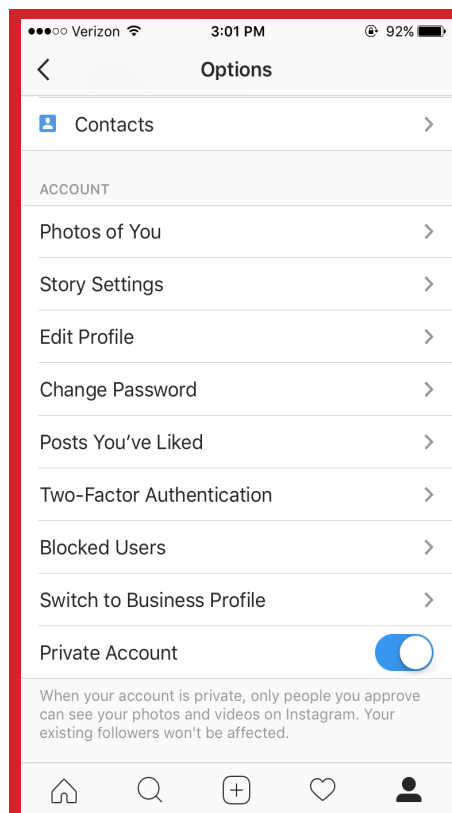 Verizon 3:01 PM 92%
Options
Contacts
ACCOUNT
Photos of You
Story Settings
Edit Profile
Change Password
Posts You’ve Liked
Two-Factor Authentication
Blocked Users
Switch to Business Profile
Private Account
When your account is private, only people you approve
can see your photos and videos on Instagram. Your
existing followers won't be affected.